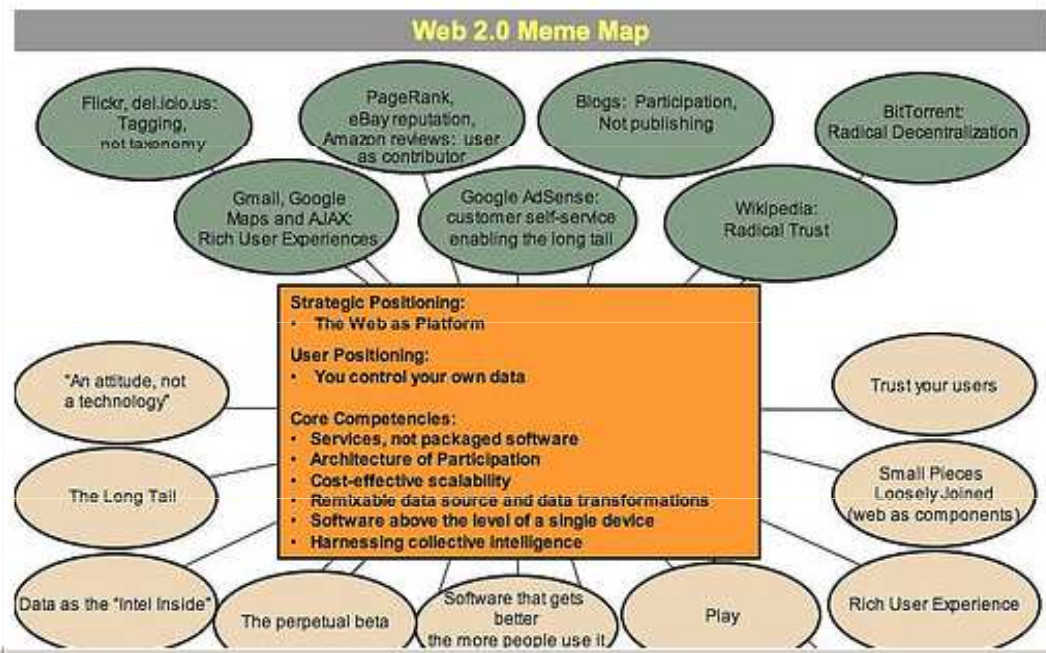 Web 2.0 Meme Map
Flickr, del.icio.us:
Tagging,
not taxonomy
PageRank,
eBay reputation,
Amazon reviews: user
as contributor
Blogs: Participation,
Not publishing
BitTorrent:
Radical Decentralization
Gmail, Google
Maps and AJAX:
Rich User Experiences
Google AdSense:
customer self-service
enabling the long tail
Wikipedia:
Radical Trust
Strategic Positioning:
• The Web as Platform
User Positioning:
• You control your own data
Core Competencies:
• Services, not packaged software
• Architecture of Participation
• Cost-effective scalability
• Remixable data source and data transformations
• Software above the level of a single device
• Harnessing collective intelligence
"An attitude, not
a technology"
The Long Tail
Data as the "Intel Inside"
The perpetual beta
Software that gets
better
the more people use it
Play
Trust your users
Small Pieces
Loosely Joined
(web as components)
Rich User Experience